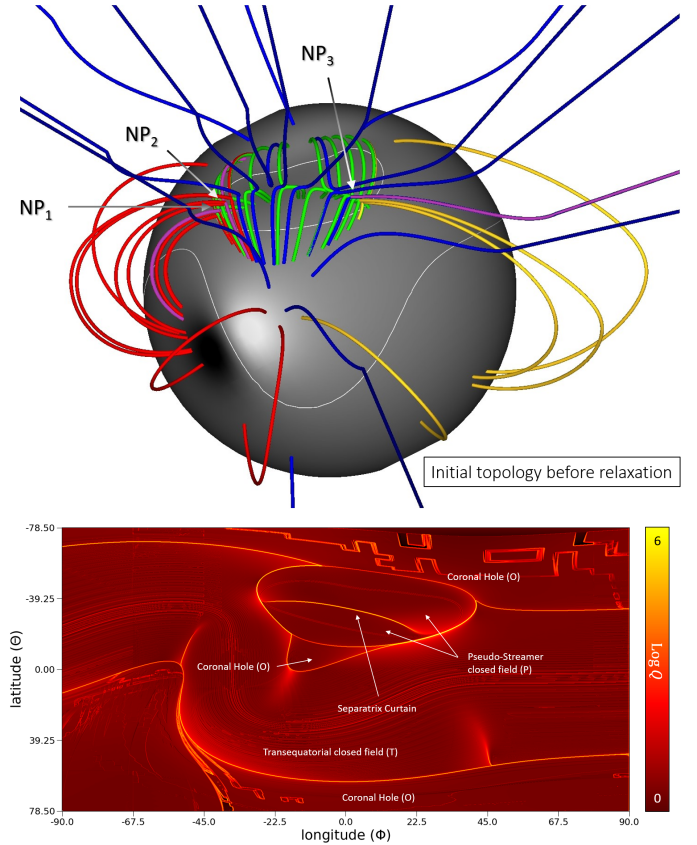 NP3
NP2
NP1
Initial topology before relaxation
-78.50
-39.25
0.00
39.25
78.50
latitude (Θ)
Coronal Hole (O)
Coronal Hole (O)
Pseudo-Streamer
closed field (P)
Separatrix Curtain
Transequatorial closed field (T)
Coronal Hole (O)
6
Log Q
0
-90.0 -67.5 -45.0 -22.5 0.0 22.5 45.0 67.5 90.0
longitude (Φ)